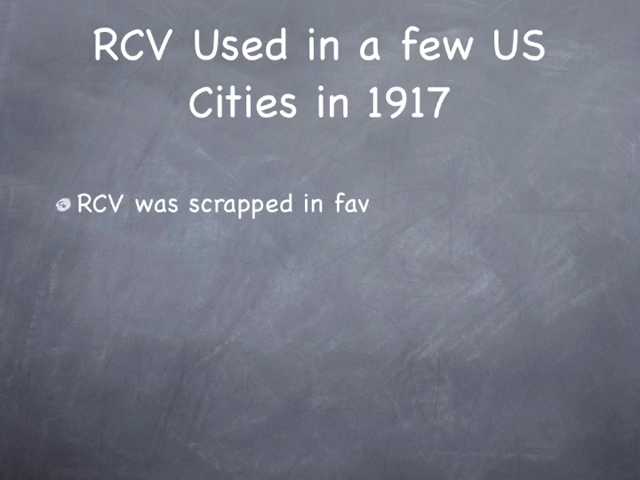 RCV Used in a few US
Cities in 1917
RCV was scrapped in fav